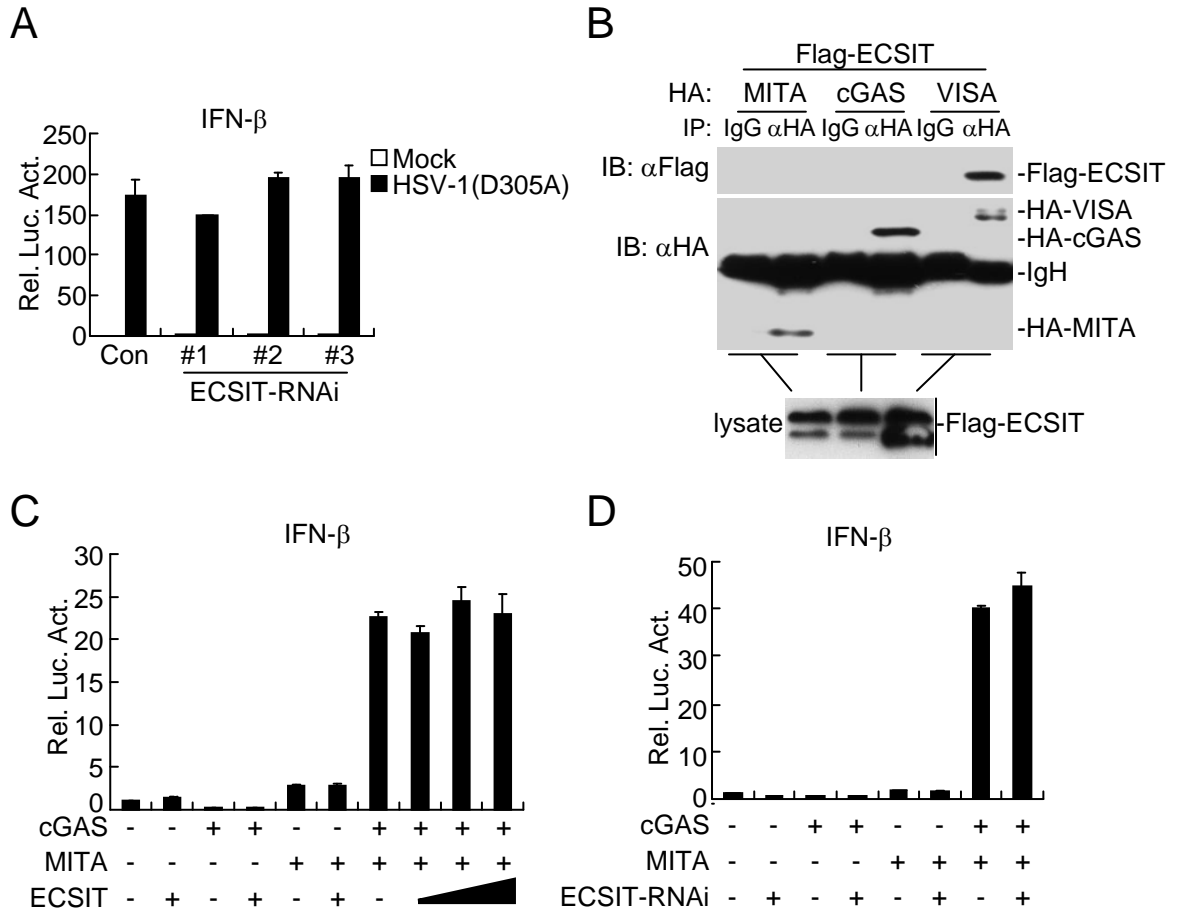 A
IFN-β
Rel. Luc. Act.
250
200
150
100
50
0
Mock
HSV-1(D305A)
Con #1 #2 #3
ECSIT-RNAi
B
Flag-ECSIT
HA: MITA cGAS VISA
IP: IgG αHA IgG αHA IgG αHA
IB: αFlag
-Flag-ECSIT
IB: αHA
-HA-VISA
-HA-cGAS
-IgH
-HA-MITA
lysate
-Flag-ECSIT
C
IFN-β
Rel. Luc. Act.
30
25
20
15
10
5
0
cGAS - - + + - - + + + +
MITA - - - - + + + + + +
ECSIT - + - + - + -
D
IFN-β
Rel. Luc. Act.
50
40
30
20
10
0
cGAS - - + + - - + +
MITA - - - - + + + +
ECSIT-RNAi - + - + - + - +